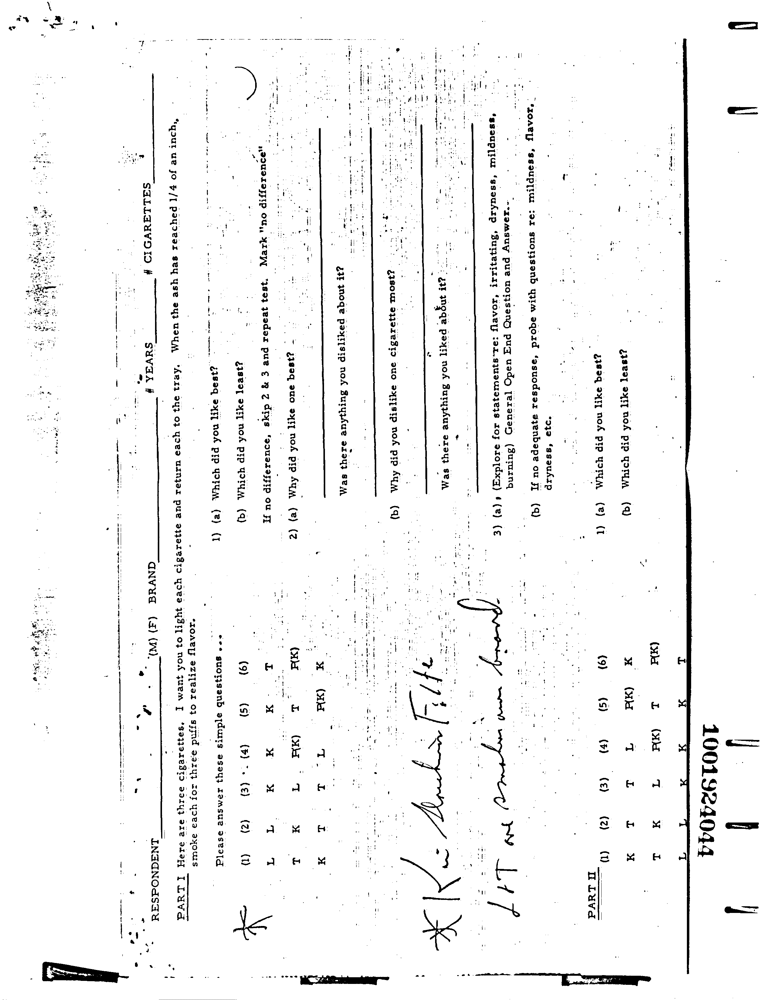 RESPONDENT (M) (F) BRAND # YEARS # CIGARETTES
PART I Here are three cigarettes. I want you to light each cigarette and return each to the tray. When the ash has reached 1/4 of an inch,
smoke each for three puffs to realize flavor.
Please answer these simple questions ...
* (1) (2) (3) (4) (5) (6)
L L K K K T
T K L F(K) T F(K)
K T T L F(K) K
1) (a) Which did you like best?
(b) Which did you like least?
If no difference, skip 2 & 3 and repeat test. Mark "no difference"
2) (a) Why did you like one best?
Was there anything you disliked about it?
(b) Why did you dislike one cigarette most?
Was there anything you liked about it?
3) (a) (Explore for statements re: flavor, irritating, dryness, mildness,
burning) General Open End Question and Answer.
(b) If no adequate response, probe with questions re: mildness, flavor,
dryness, etc.
* K is Filte
L & T are own brand.
PART II
(1) (2) (3) (4) (5) (6)
K T T L F(K) K
T K L F(K) T F(K)
L L K K K T
1) (a) Which did you like best?
(b) Which did you like least?
1001924044